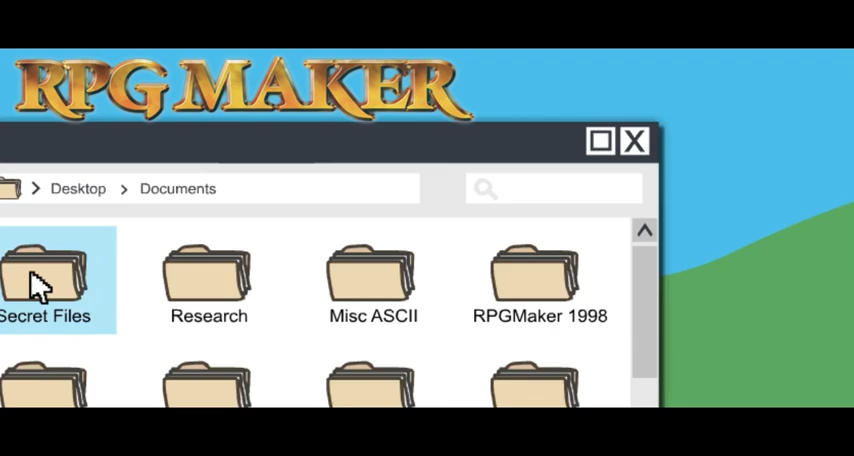 RPG MAKER
Desktop > Documents
Secret Files
Research
Misc ASCII
RPGMaker 1998